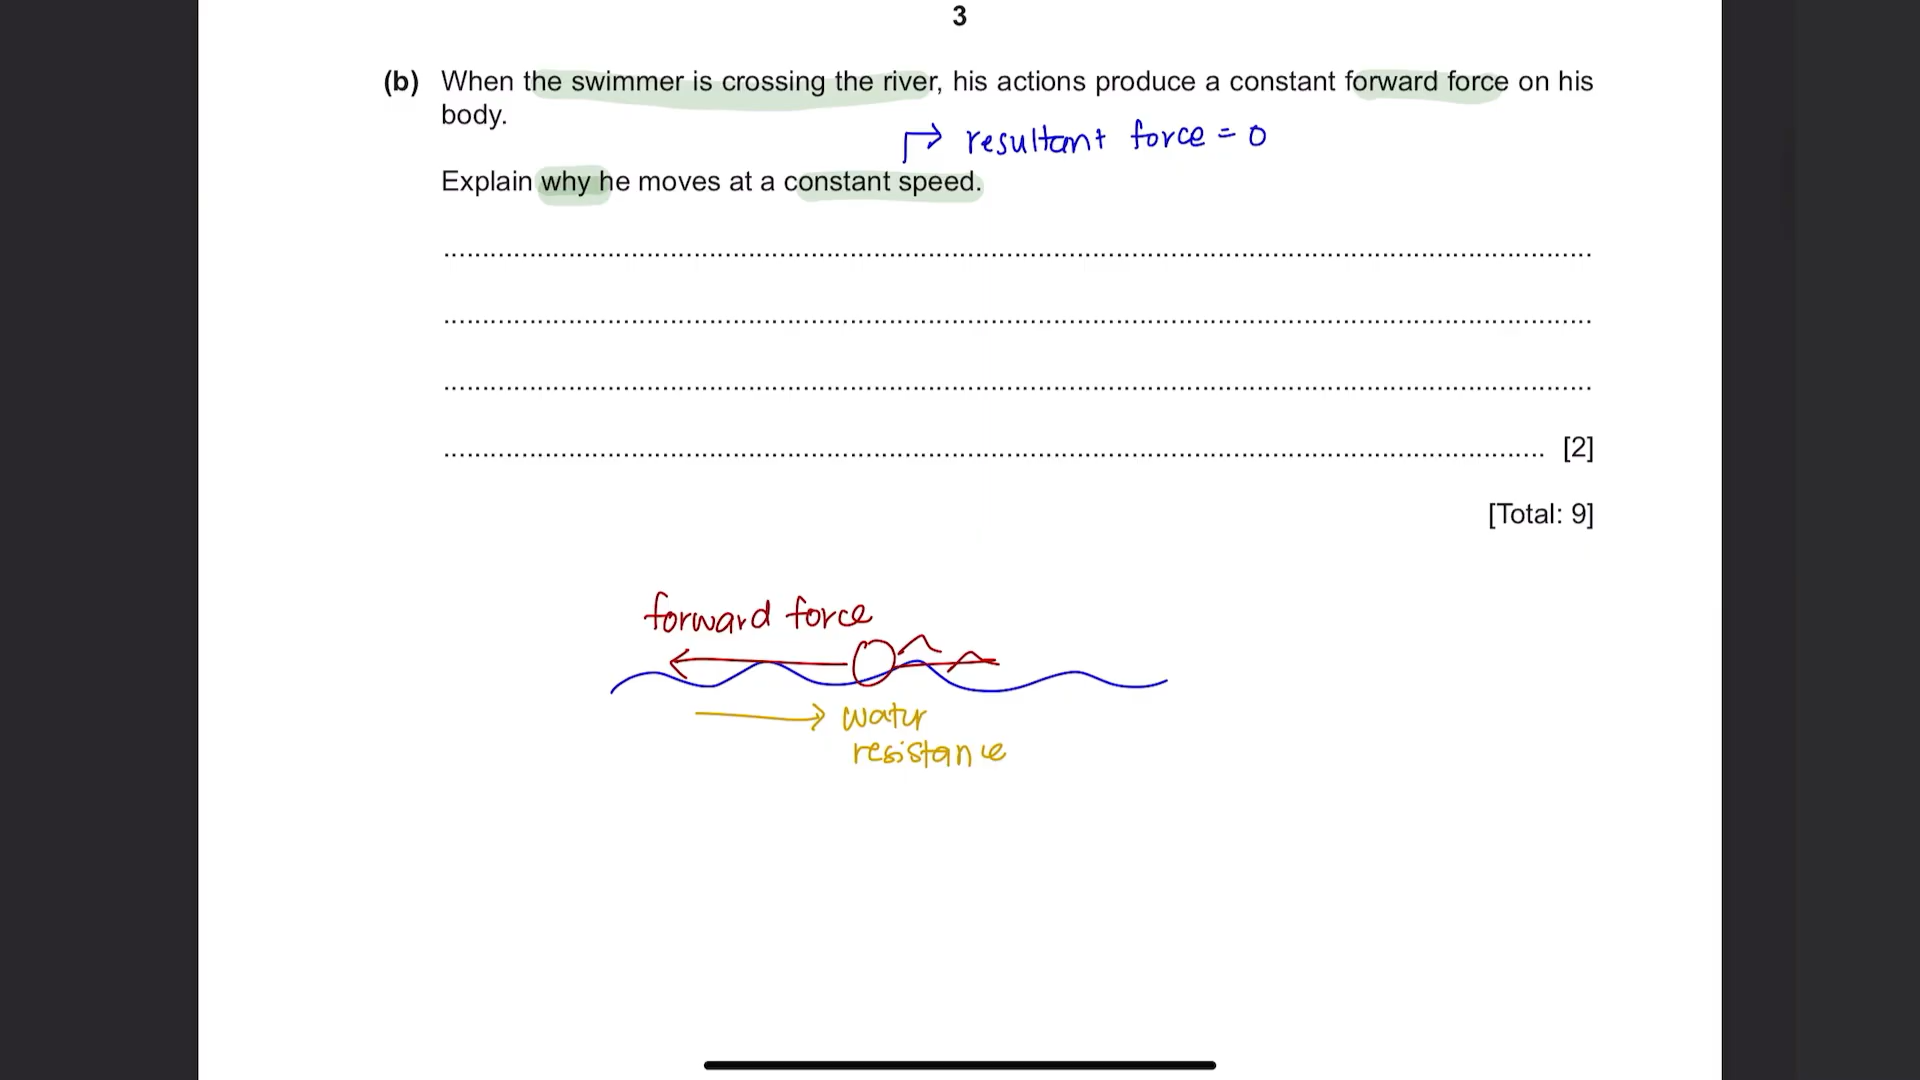 3
(b) When the swimmer is crossing the river, his actions produce a constant forward force on his
body.
resultant force = 0
Explain why he moves at a constant speed.
[2]
[Total: 9]
forward force
water
resistance